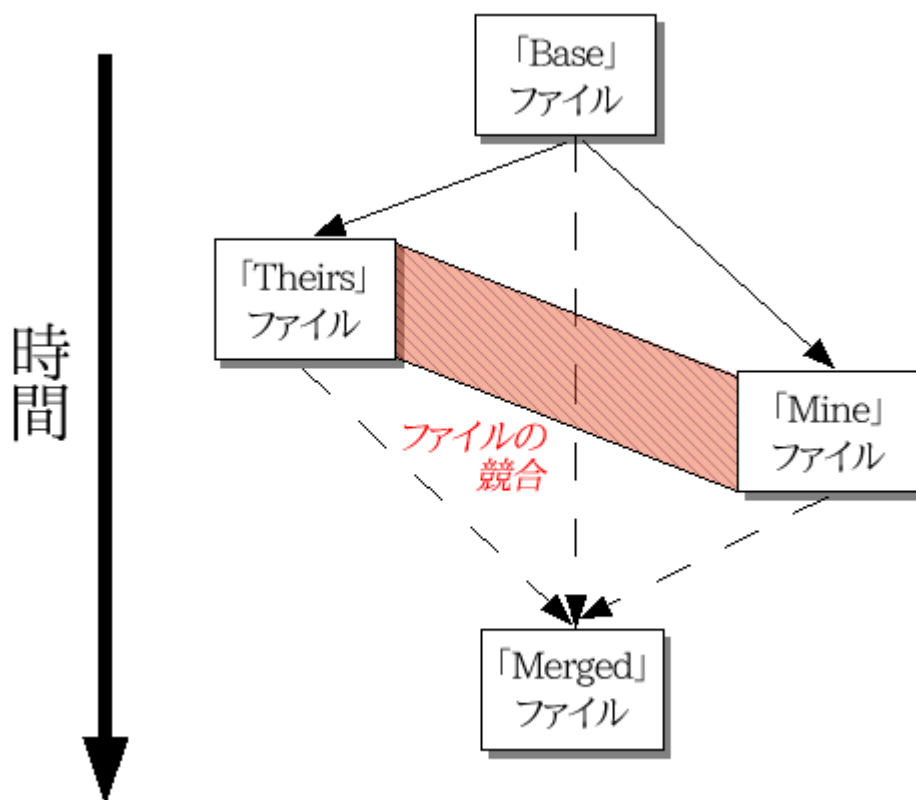 「Base」
ファイル
「Theirs」
ファイル
時間
「Mine」
ファイル
ファイルの
競合
「Merged」
ファイル